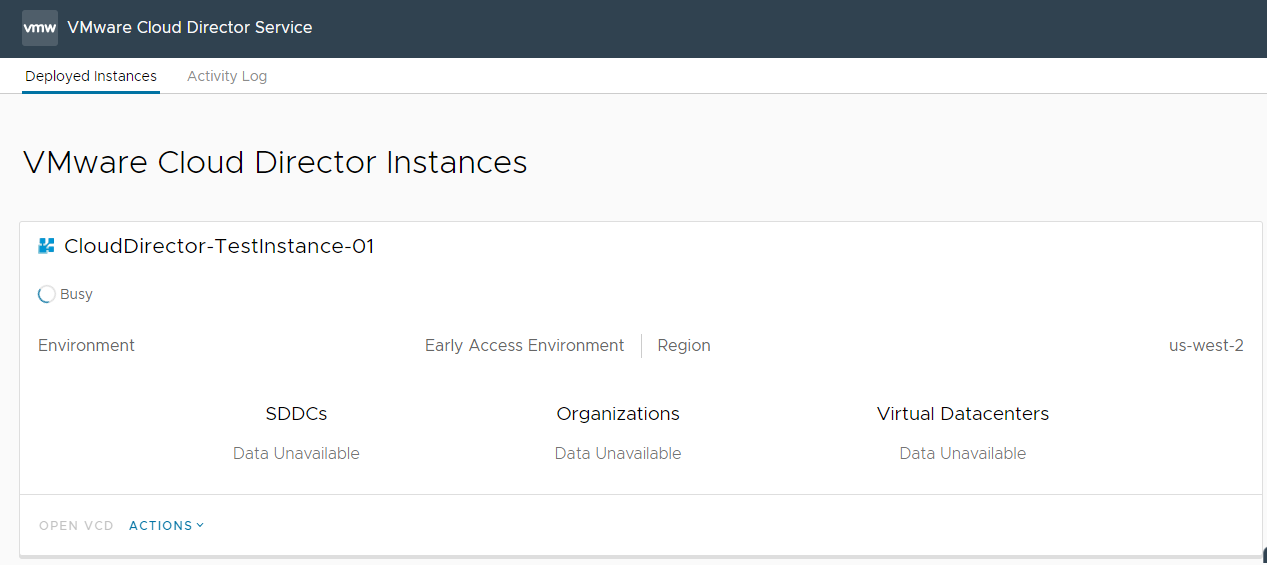 vmw VMware Cloud Director Service
Deployed Instances Activity Log
VMware Cloud Director Instances
CloudDirector-TestInstance-01
Busy
Environment Early Access Environment Region us-west-2
SDDCs Organizations Virtual Datacenters
Data Unavailable Data Unavailable Data Unavailable
OPEN VCD ACTIONS